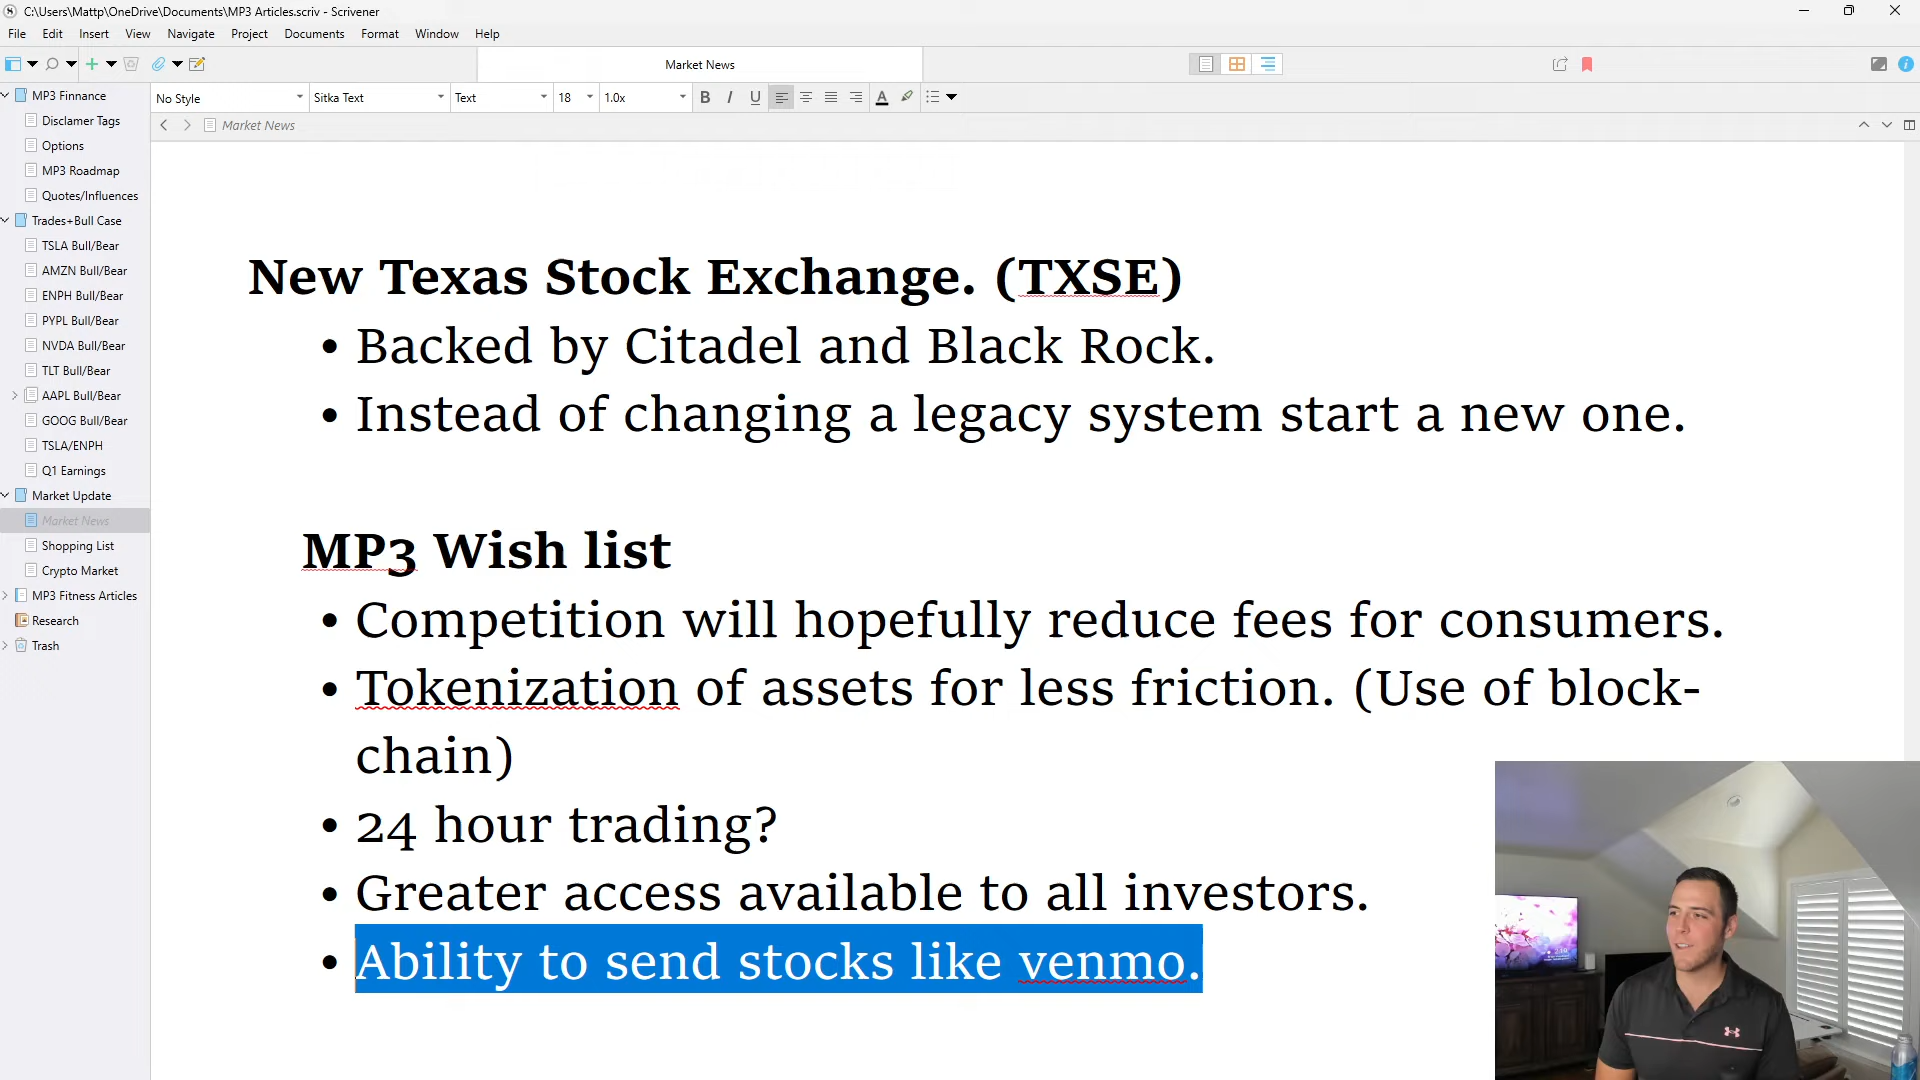 C:\Users\Mattp\OneDrive\Documents\MP3 Articles.scriv - Scrivener
File Edit Insert View Navigate Project Documents Format Window Help
Market News
No Style Sitka Text Text 18 1.0x B I U A
Market News
MP3 Finnance
Disclamer Tags
Options
MP3 Roadmap
Quotes/Influences
Trades+Bull Case
TSLA Bull/Bear
AMZN Bull/Bear
ENPH Bull/Bear
PYPL Bull/Bear
NVDA Bull/Bear
TLT Bull/Bear
AAPL Bull/Bear
GOOG Bull/Bear
TSLA/ENPH
Q1 Earnings
Market Update
Market News
Shopping List
Crypto Market
MP3 Fitness Articles
Research
Trash
New Texas Stock Exchange. (TXSE)
• Backed by Citadel and Black Rock.
• Instead of changing a legacy system start a new one.
MP3 Wish list
• Competition will hopefully reduce fees for consumers.
• Tokenization of assets for less friction. (Use of block-
chain)
• 24 hour trading?
• Greater access available to all investors.
• Ability to send stocks like venmo.